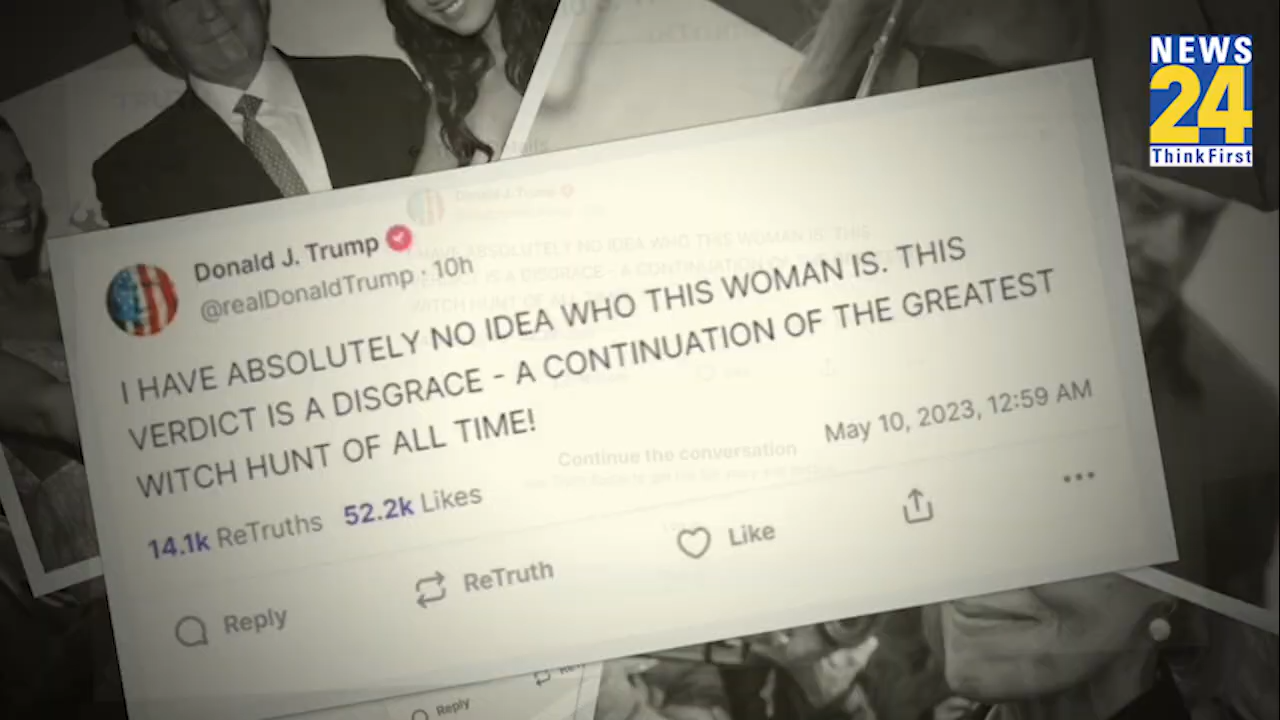 NEWS
24
ThinkFirst
Donald J. Trump
@realDonaldTrump · 10h
I HAVE ABSOLUTELY NO IDEA WHO THIS WOMAN IS. THIS
VERDICT IS A DISGRACE - A CONTINUATION OF THE GREATEST
WITCH HUNT OF ALL TIME!
May 10, 2023, 12:59 AM
14.1k ReTruths 52.2k Likes
Continue the conversation
Reply
ReTruth
Like
Reply